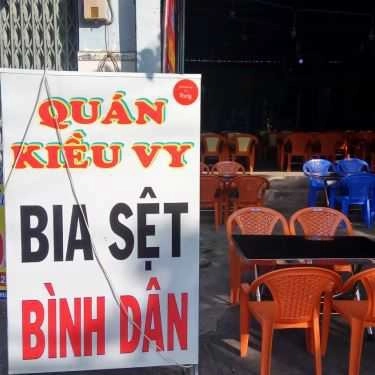 QUÁN
KIỀU VY
BIA SỆT
BÌNH DÂN